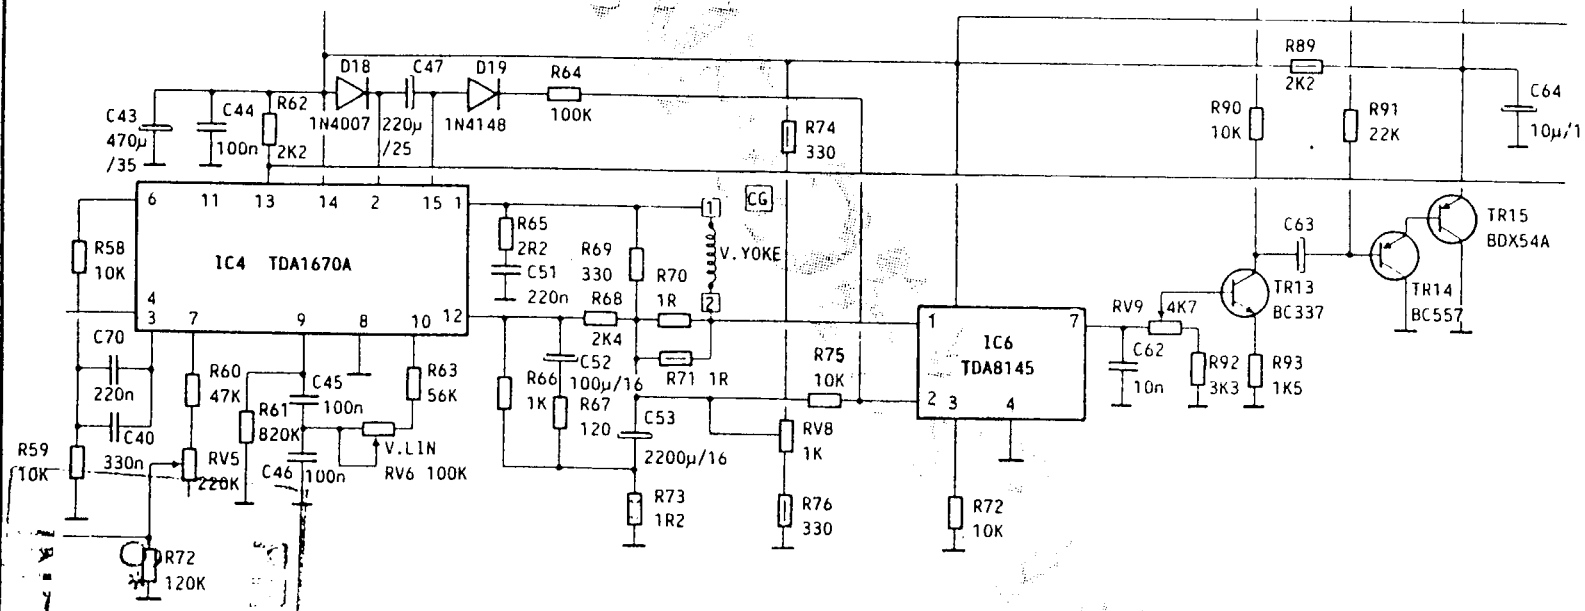 D18
C47
D19
R64
R89
2K2
C43
470µ
/35
C44
100n
R62
2K2
1N4007
220µ
/25
1N4148
100K
R74
330
R90
10K
R91
22K
C64
10µ/1
6
11
13
14
2
15
1
IC4 TDA1670A
4
3
7
9
8
10
12
R58
10K
R65
2R2
C51
220n
R69
330
R70
1R
CG
1
V.YOKE
2
R68
2K4
C70
220n
C40
330n
R59
10K
R60
47K
RV5
220K
R61
820K
C45
100n
C46
100n
R63
56K
V.LIN
RV6 100K
R72
120K
R66
1K
C52
100µ/16
R67
120
R71 1R
C53
2200µ/16
R73
1R2
R75
10K
RV8
1K
R76
330
1
7
IC6
TDA8145
2
3
4
R72
10K
RV9
4K7
C62
10n
R92
3K3
R93
1K5
TR13
BC337
C63
TR14
BC557
TR15
BDX54A